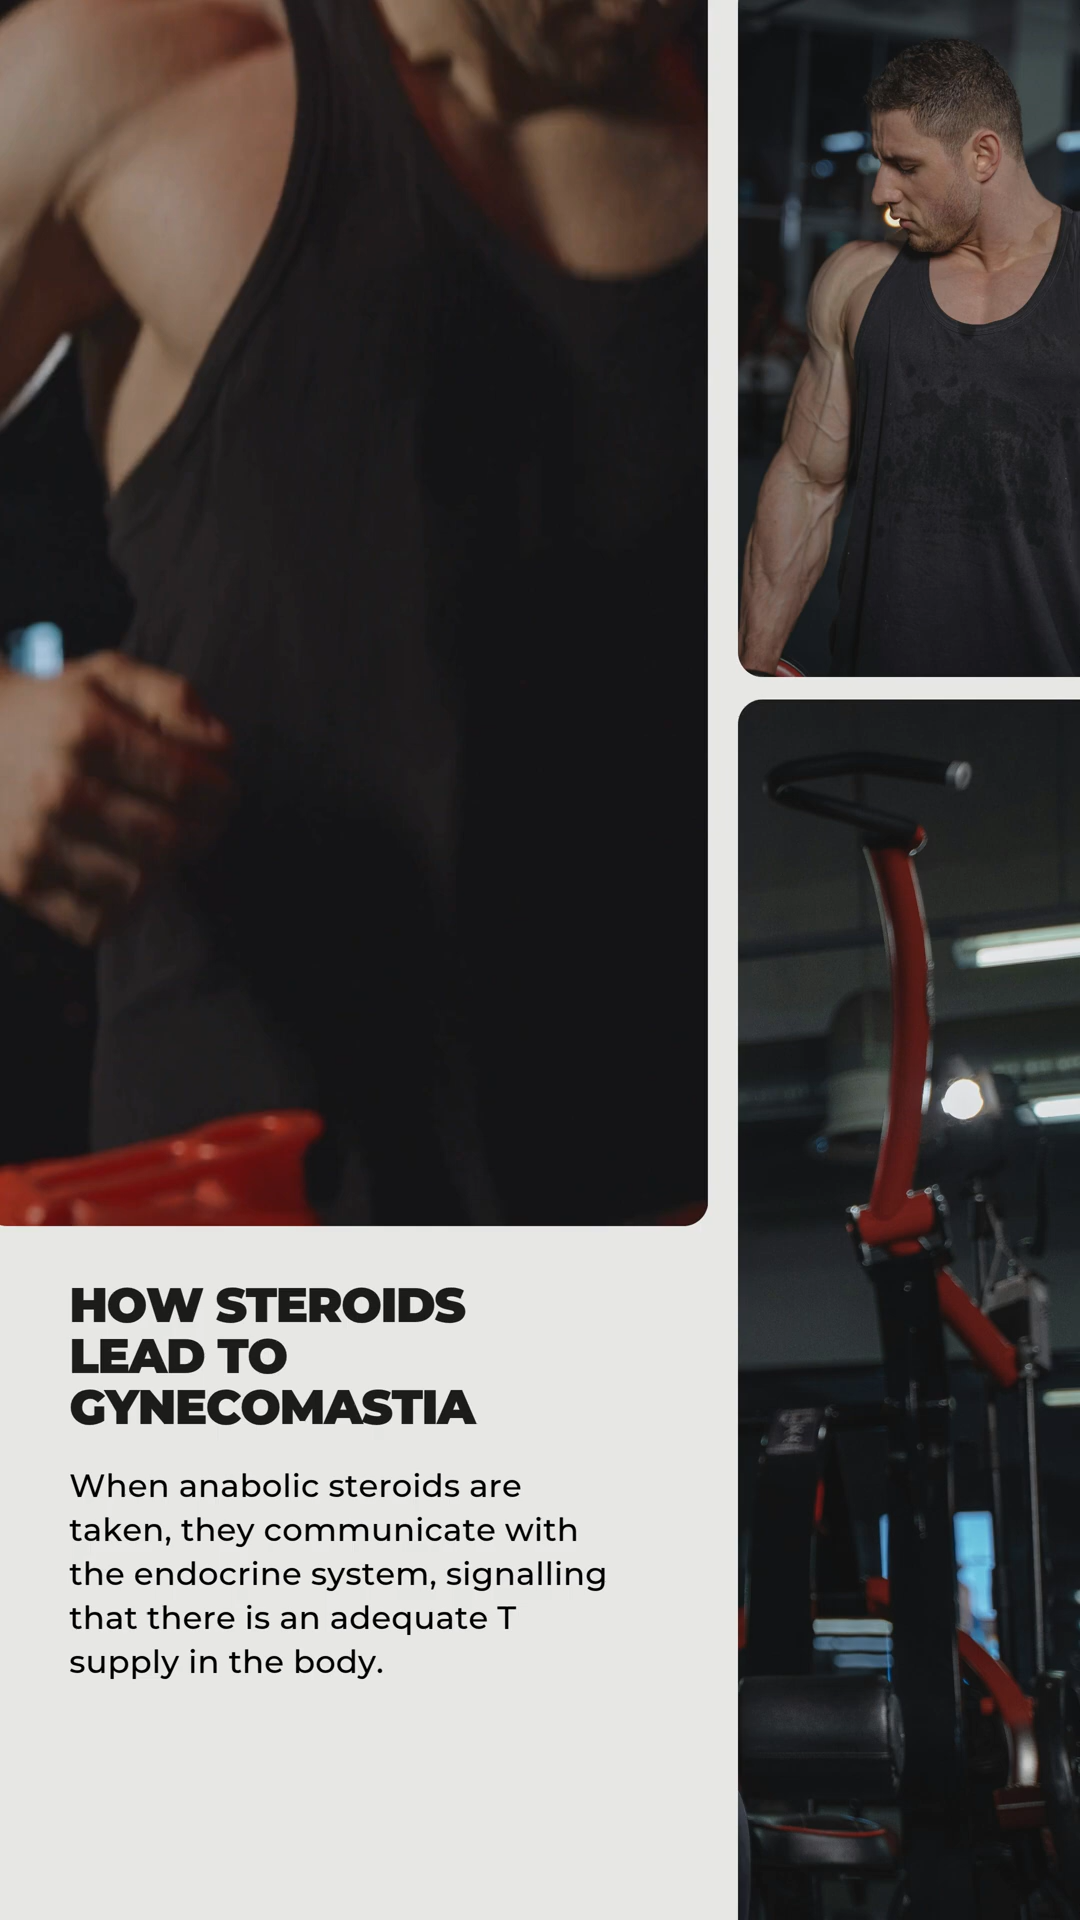 HOW STEROIDS
LEAD TO
GYNECOMASTIA
When anabolic steroids are
taken, they communicate with
the endocrine system, signalling
that there is an adequate T
supply in the body.